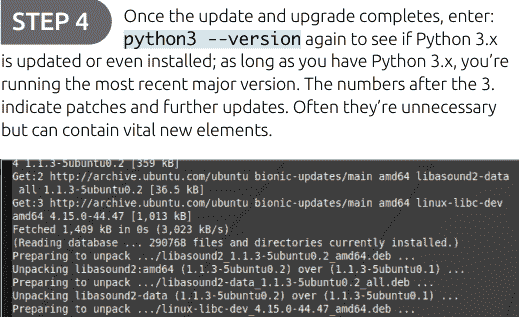 STEP 4
Once the update and upgrade completes, enter:
python3 --version again to see if Python 3.x
is updated or even installed; as long as you have Python 3.x, you're
running the most recent major version. The numbers after the 3.
indicate patches and further updates. Often they're unnecessary
but can contain vital new elements.
4 1.1.3-5ubuntu0.2 [359 kB]
Get:2 http://archive.ubuntu.com/ubuntu bionic-updates/main amd64 libasound2-data
all 1.1.3-5ubuntu0.2 [36.5 kB]
Get:3 http://archive.ubuntu.com/ubuntu bionic-updates/main amd64 linux-libc-dev
amd64 4.15.0-44.47 [1,013 kB]
Fetched 1,409 kB in 0s (3,023 kB/s)
(Reading database ... 290768 files and directories currently installed.)
Preparing to unpack .../libasound2_1.1.3-5ubuntu0.2_amd64.deb ...
Unpacking libasound2:amd64 (1.1.3-5ubuntu0.2) over (1.1.3-5ubuntu0.1) ...
Preparing to unpack .../libasound2-data_1.1.3-5ubuntu0.2_all.deb ...
Unpacking libasound2-data (1.1.3-5ubuntu0.2) over (1.1.3-5ubuntu0.1) ...
Preparing to unpack .../linux-libc-dev_4.15.0-44.47_amd64.deb ...